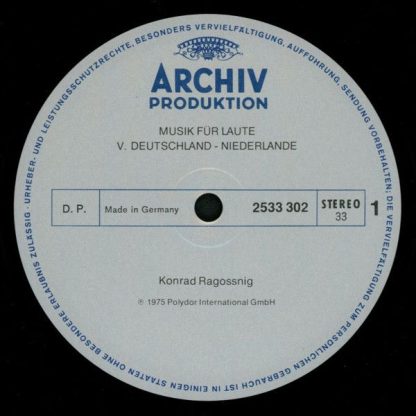 ARCHIV
PRODUKTION
MUSIK FÜR LAUTE
V. DEUTSCHLAND - NIEDERLANDE
D. P.
Made in Germany
2533 302
STEREO
33
1
Konrad Ragossnig
℗ 1975 Polydor International GmbH
URHEBER- UND LEISTUNGSSCHUTZRECHTE, BESONDERS VERVIELFÄLTIGUNG, AUFFÜHRUNG, SENDUNG VORBEHALTEN; DIE VERVIELFÄLTIGUNG ZUM PERSÖNLICHEN GEBRAUCH IST IN EINIGEN STAATEN OHNE BESONDERE ERLAUBNIS ZULÄSSIG -